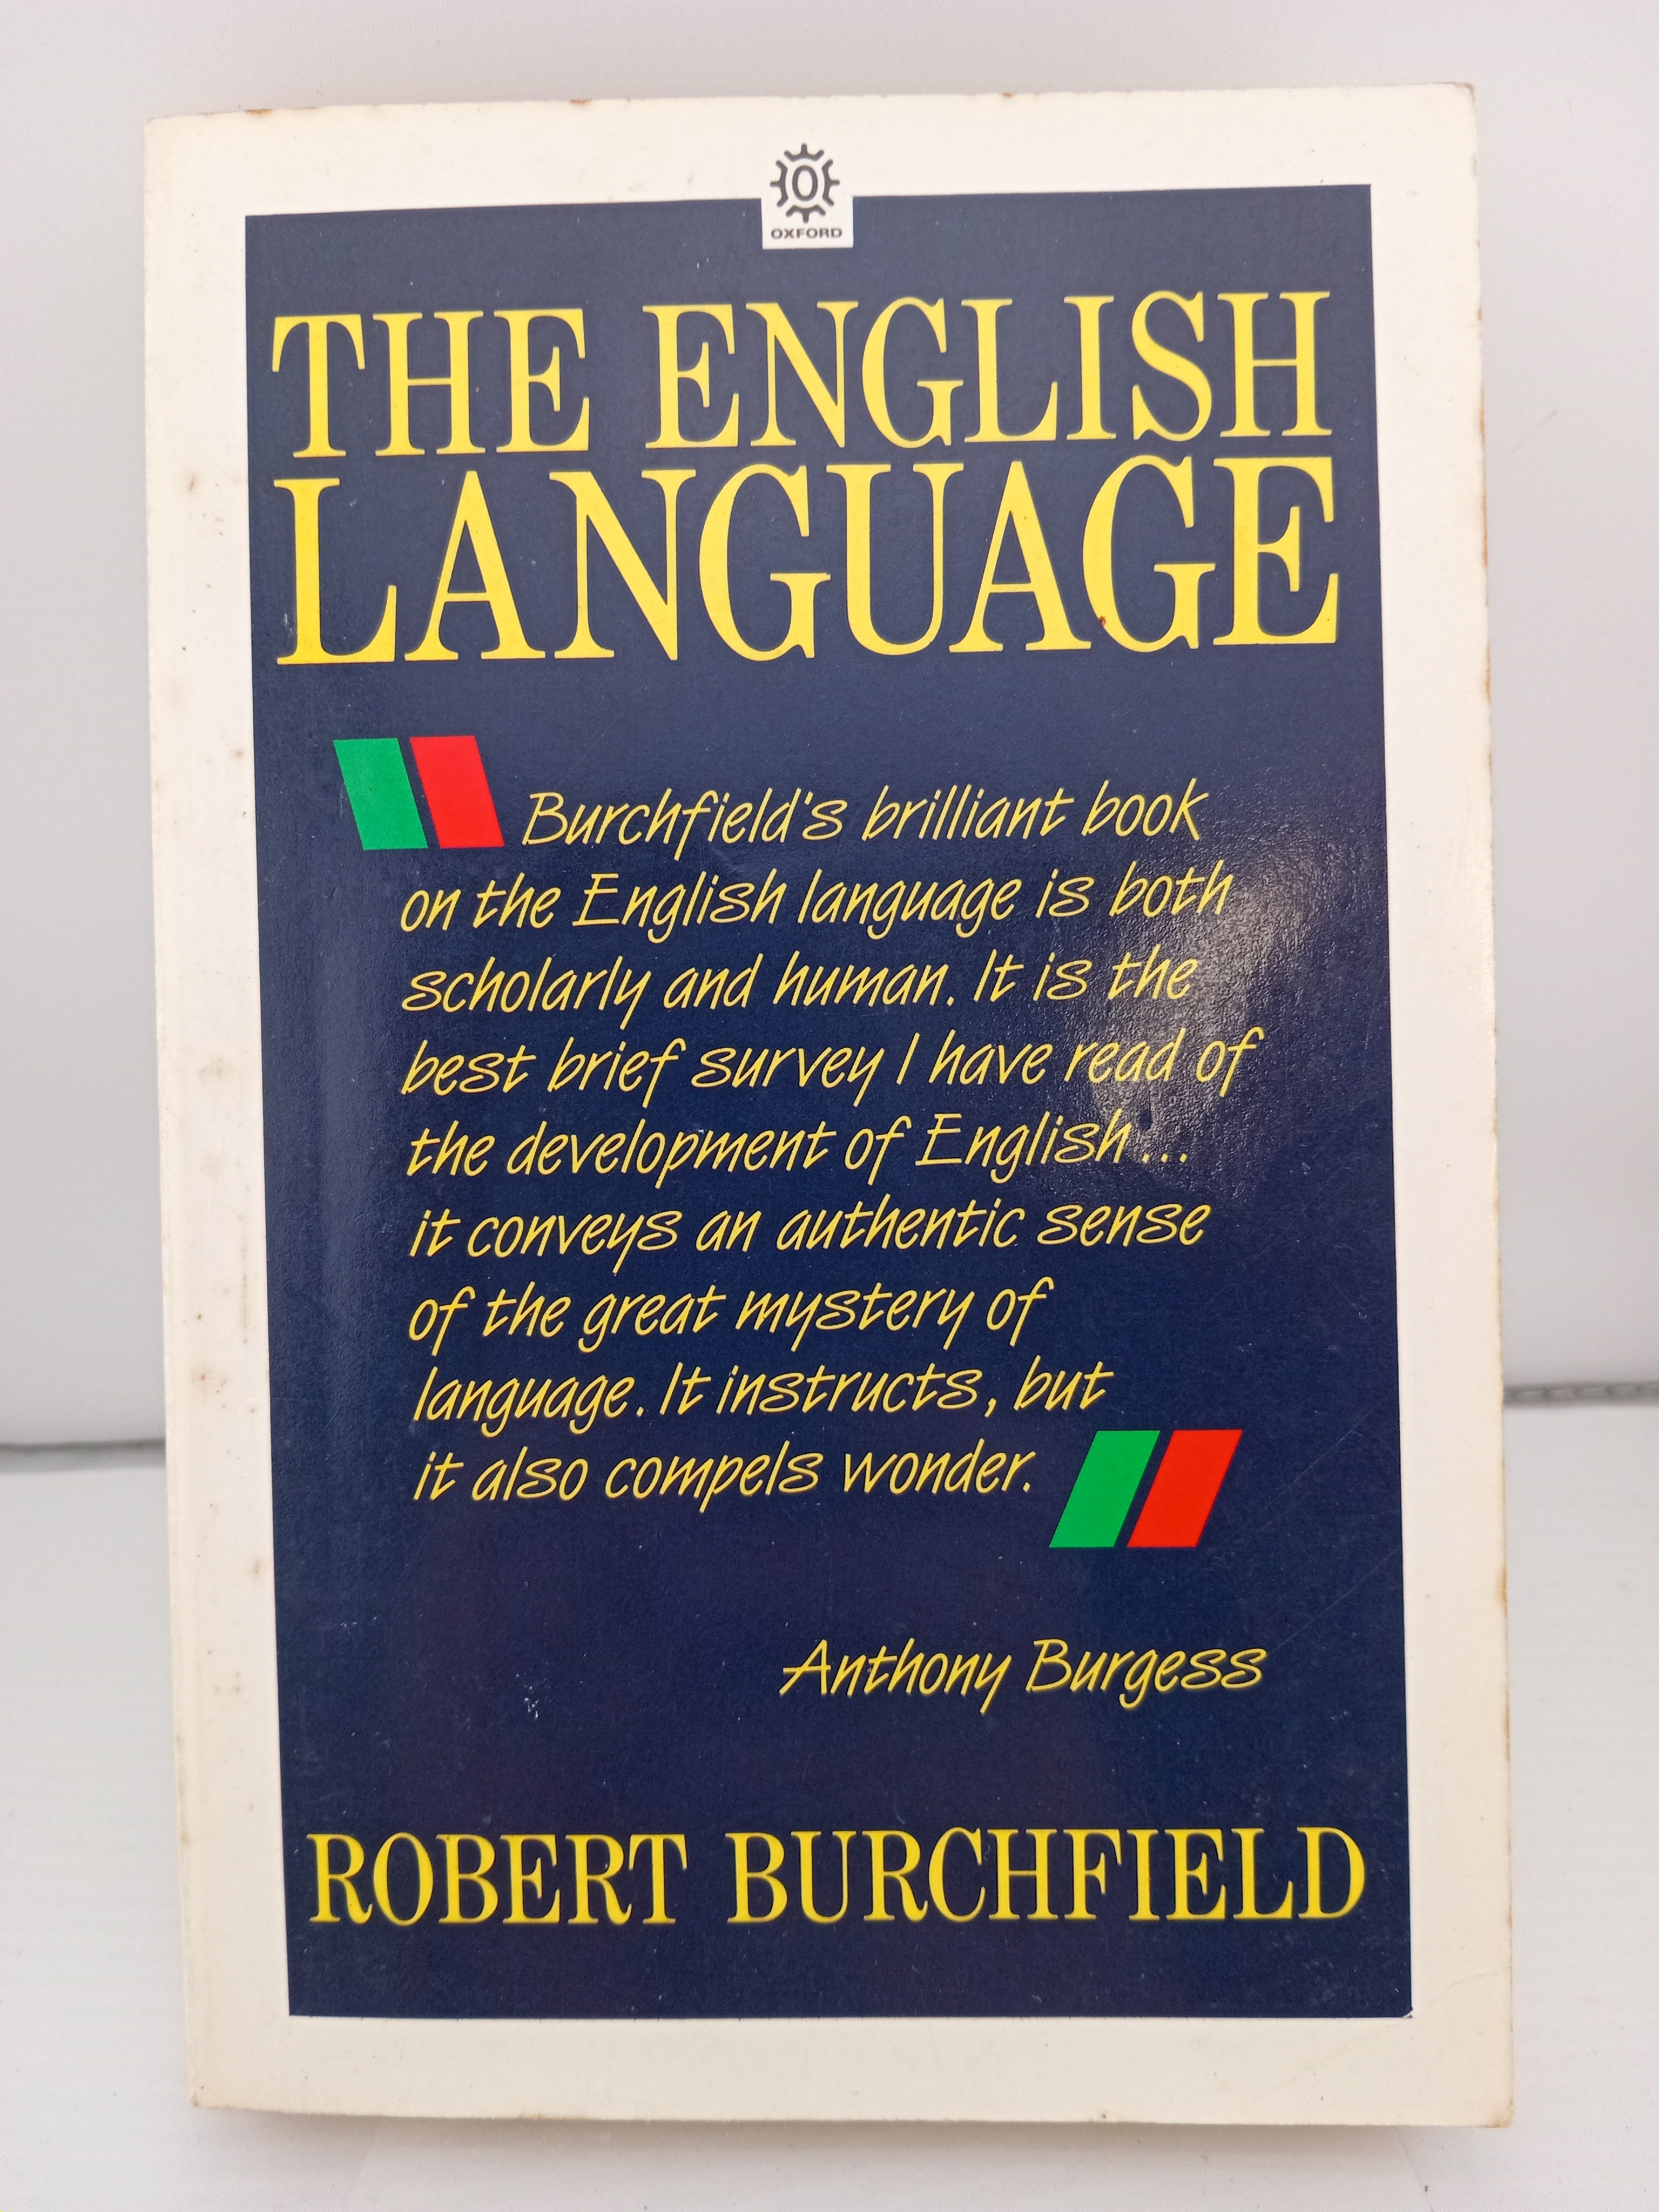 OXFORD
THE ENGLISH
LANGUAGE
Burchfield's brilliant book
on the English language is both
scholarly and human. It is the
best brief survey I have read of
the development of English...
it conveys an authentic sense
of the great mystery of
language. It instructs, but
it also compels wonder.
Anthony Burgess
ROBERT BURCHFIELD